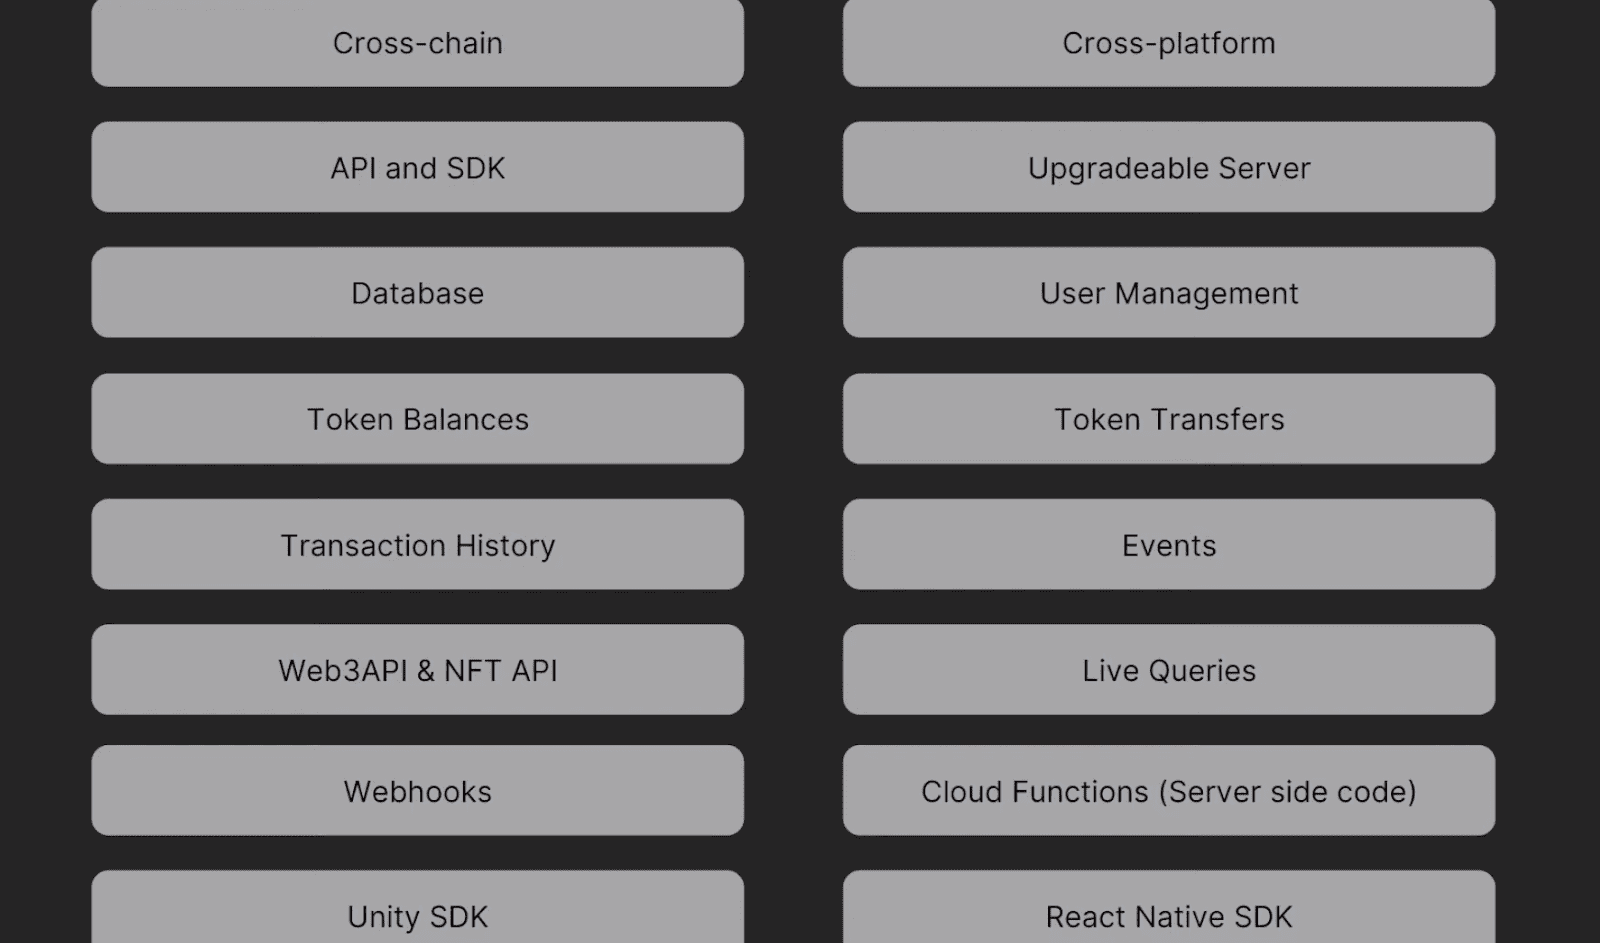 Cross-chain
Cross-platform
API and SDK
Upgradeable Server
Database
User Management
Token Balances
Token Transfers
Transaction History
Events
Web3API & NFT API
Live Queries
Webhooks
Cloud Functions (Server side code)
Unity SDK
React Native SDK